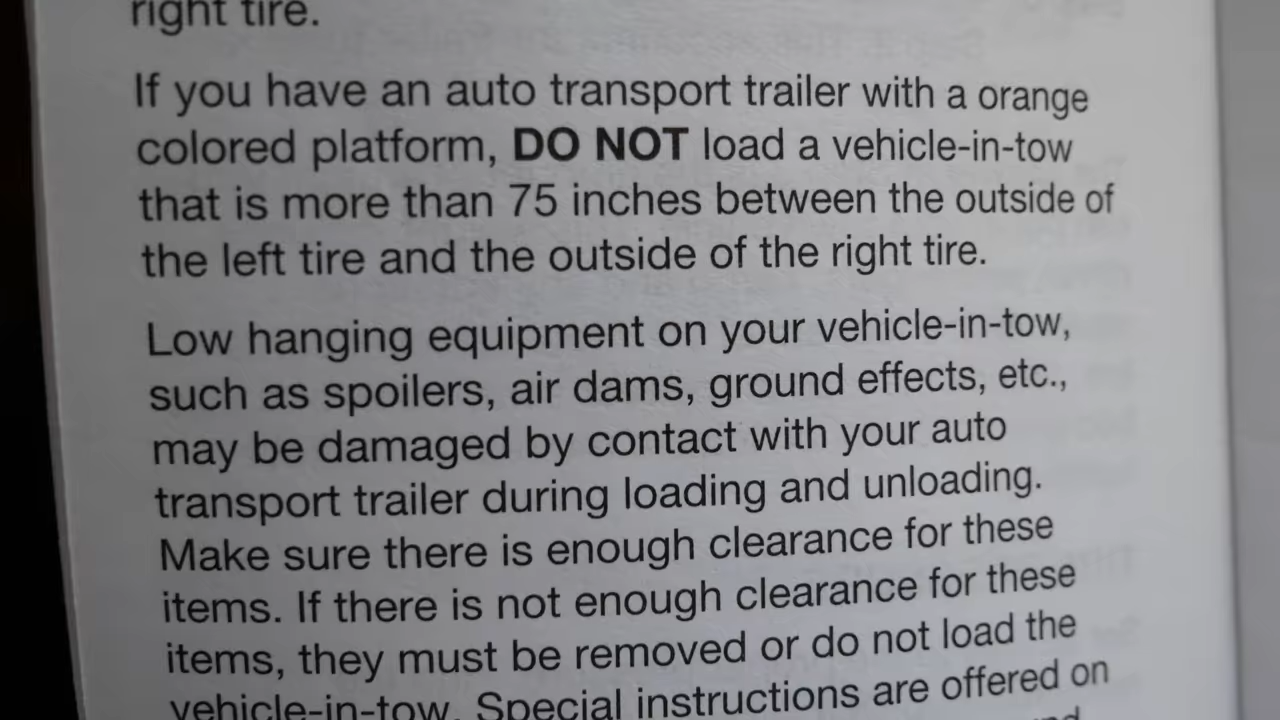 right tire.
If you have an auto transport trailer with a orange
colored platform, DO NOT load a vehicle-in-tow
that is more than 75 inches between the outside of
the left tire and the outside of the right tire.
Low hanging equipment on your vehicle-in-tow,
such as spoilers, air dams, ground effects, etc.,
may be damaged by contact with your auto
transport trailer during loading and unloading.
Make sure there is enough clearance for these
items. If there is not enough clearance for these
items, they must be removed or do not load the
vehicle-in-tow. Special instructions are offered on